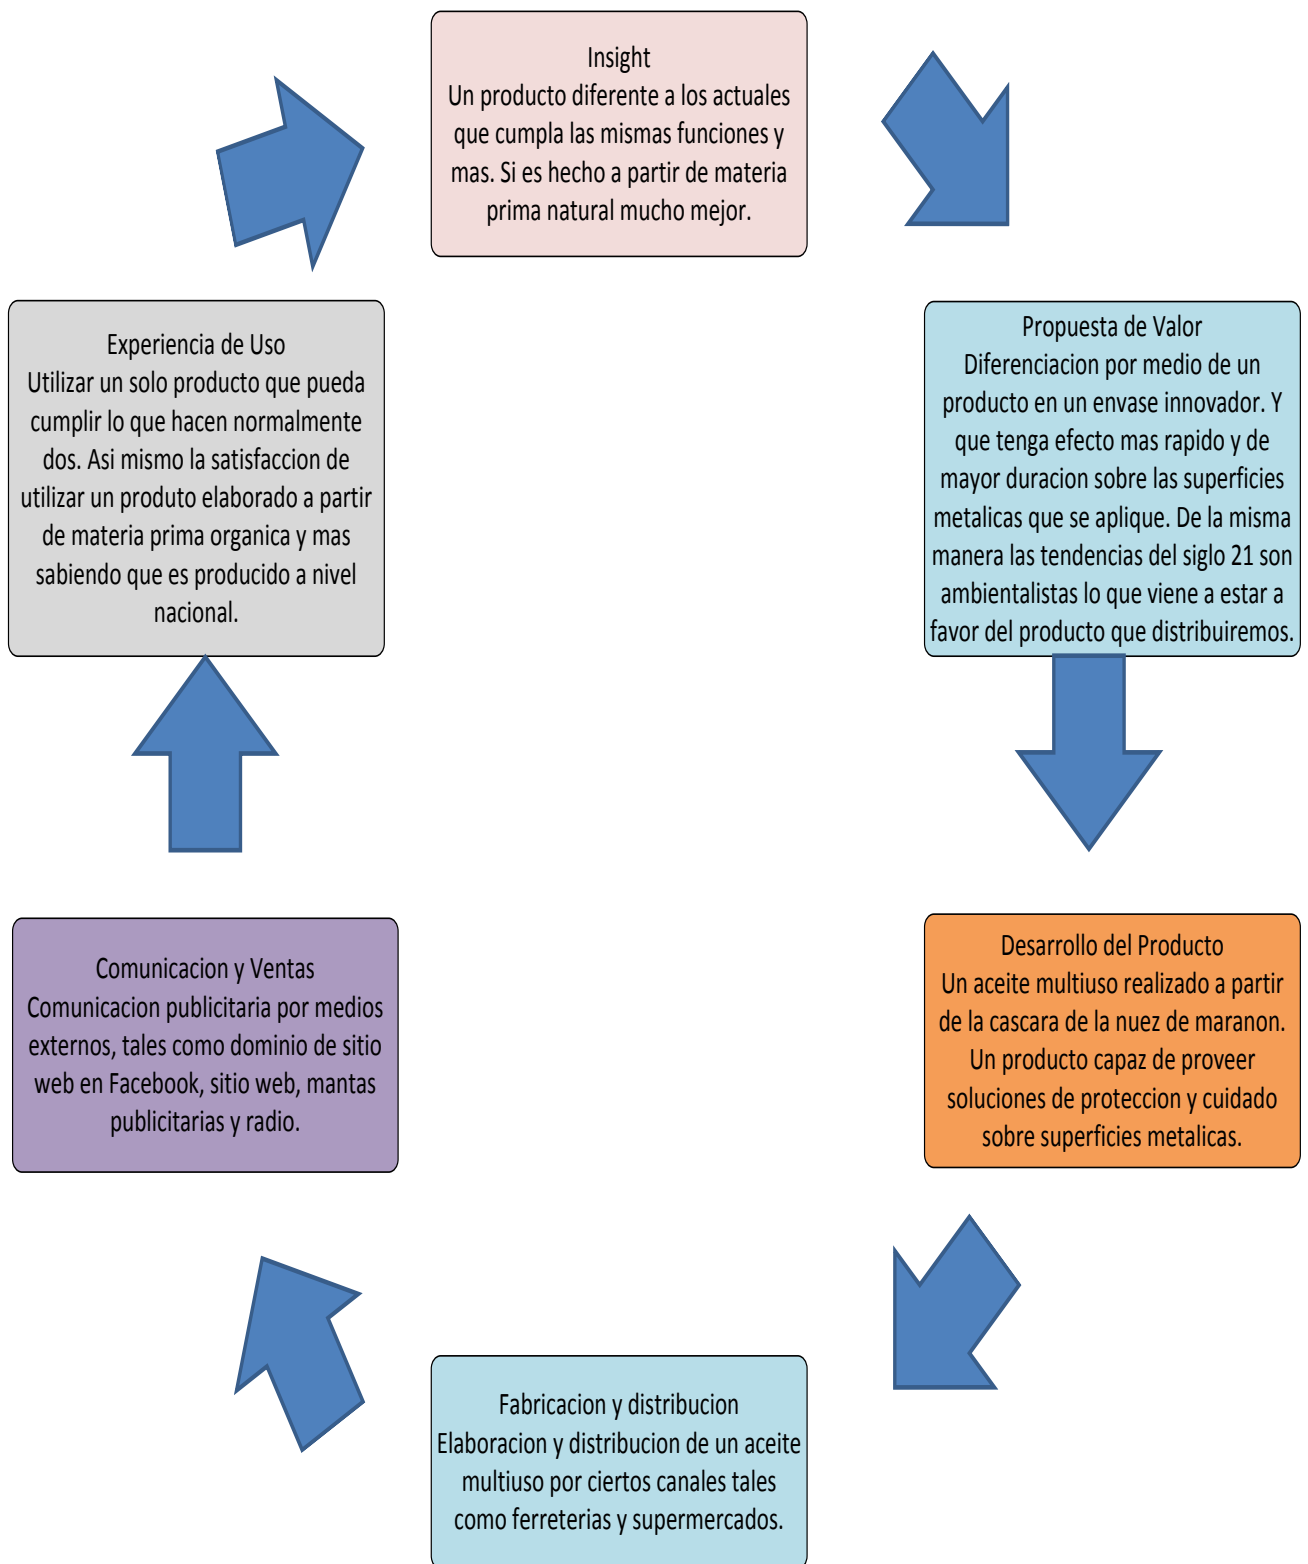 Insight
Un producto diferente a los actuales
que cumpla las mismas funciones y
mas. Si es hecho a partir de materia
prima natural mucho mejor.
Propuesta de Valor
Diferenciacion por medio de un
producto en un envase innovador. Y
que tenga efecto mas rapido y de
mayor duracion sobre las superficies
metalicas que se aplique. De la misma
manera las tendencias del siglo 21 son
ambientalistas lo que viene a estar a
favor del producto que distribuiremos.
Desarrollo del Producto
Un aceite multiuso realizado a partir
de la cascara de la nuez de maranon.
Un producto capaz de proveer
soluciones de proteccion y cuidado
sobre superficies metalicas.
Fabricacion y distribucion
Elaboracion y distribucion de un aceite
multiuso por ciertos canales tales
como ferreterias y supermercados.
Comunicacion y Ventas
Comunicacion publicitaria por medios
externos, tales como dominio de sitio
web en Facebook, sitio web, mantas
publicitarias y radio.
Experiencia de Uso
Utilizar un solo producto que pueda
cumplir lo que hacen normalmente
dos. Asi mismo la satisfaccion de
utilizar un produto elaborado a partir
de materia prima organica y mas
sabiendo que es producido a nivel
nacional.